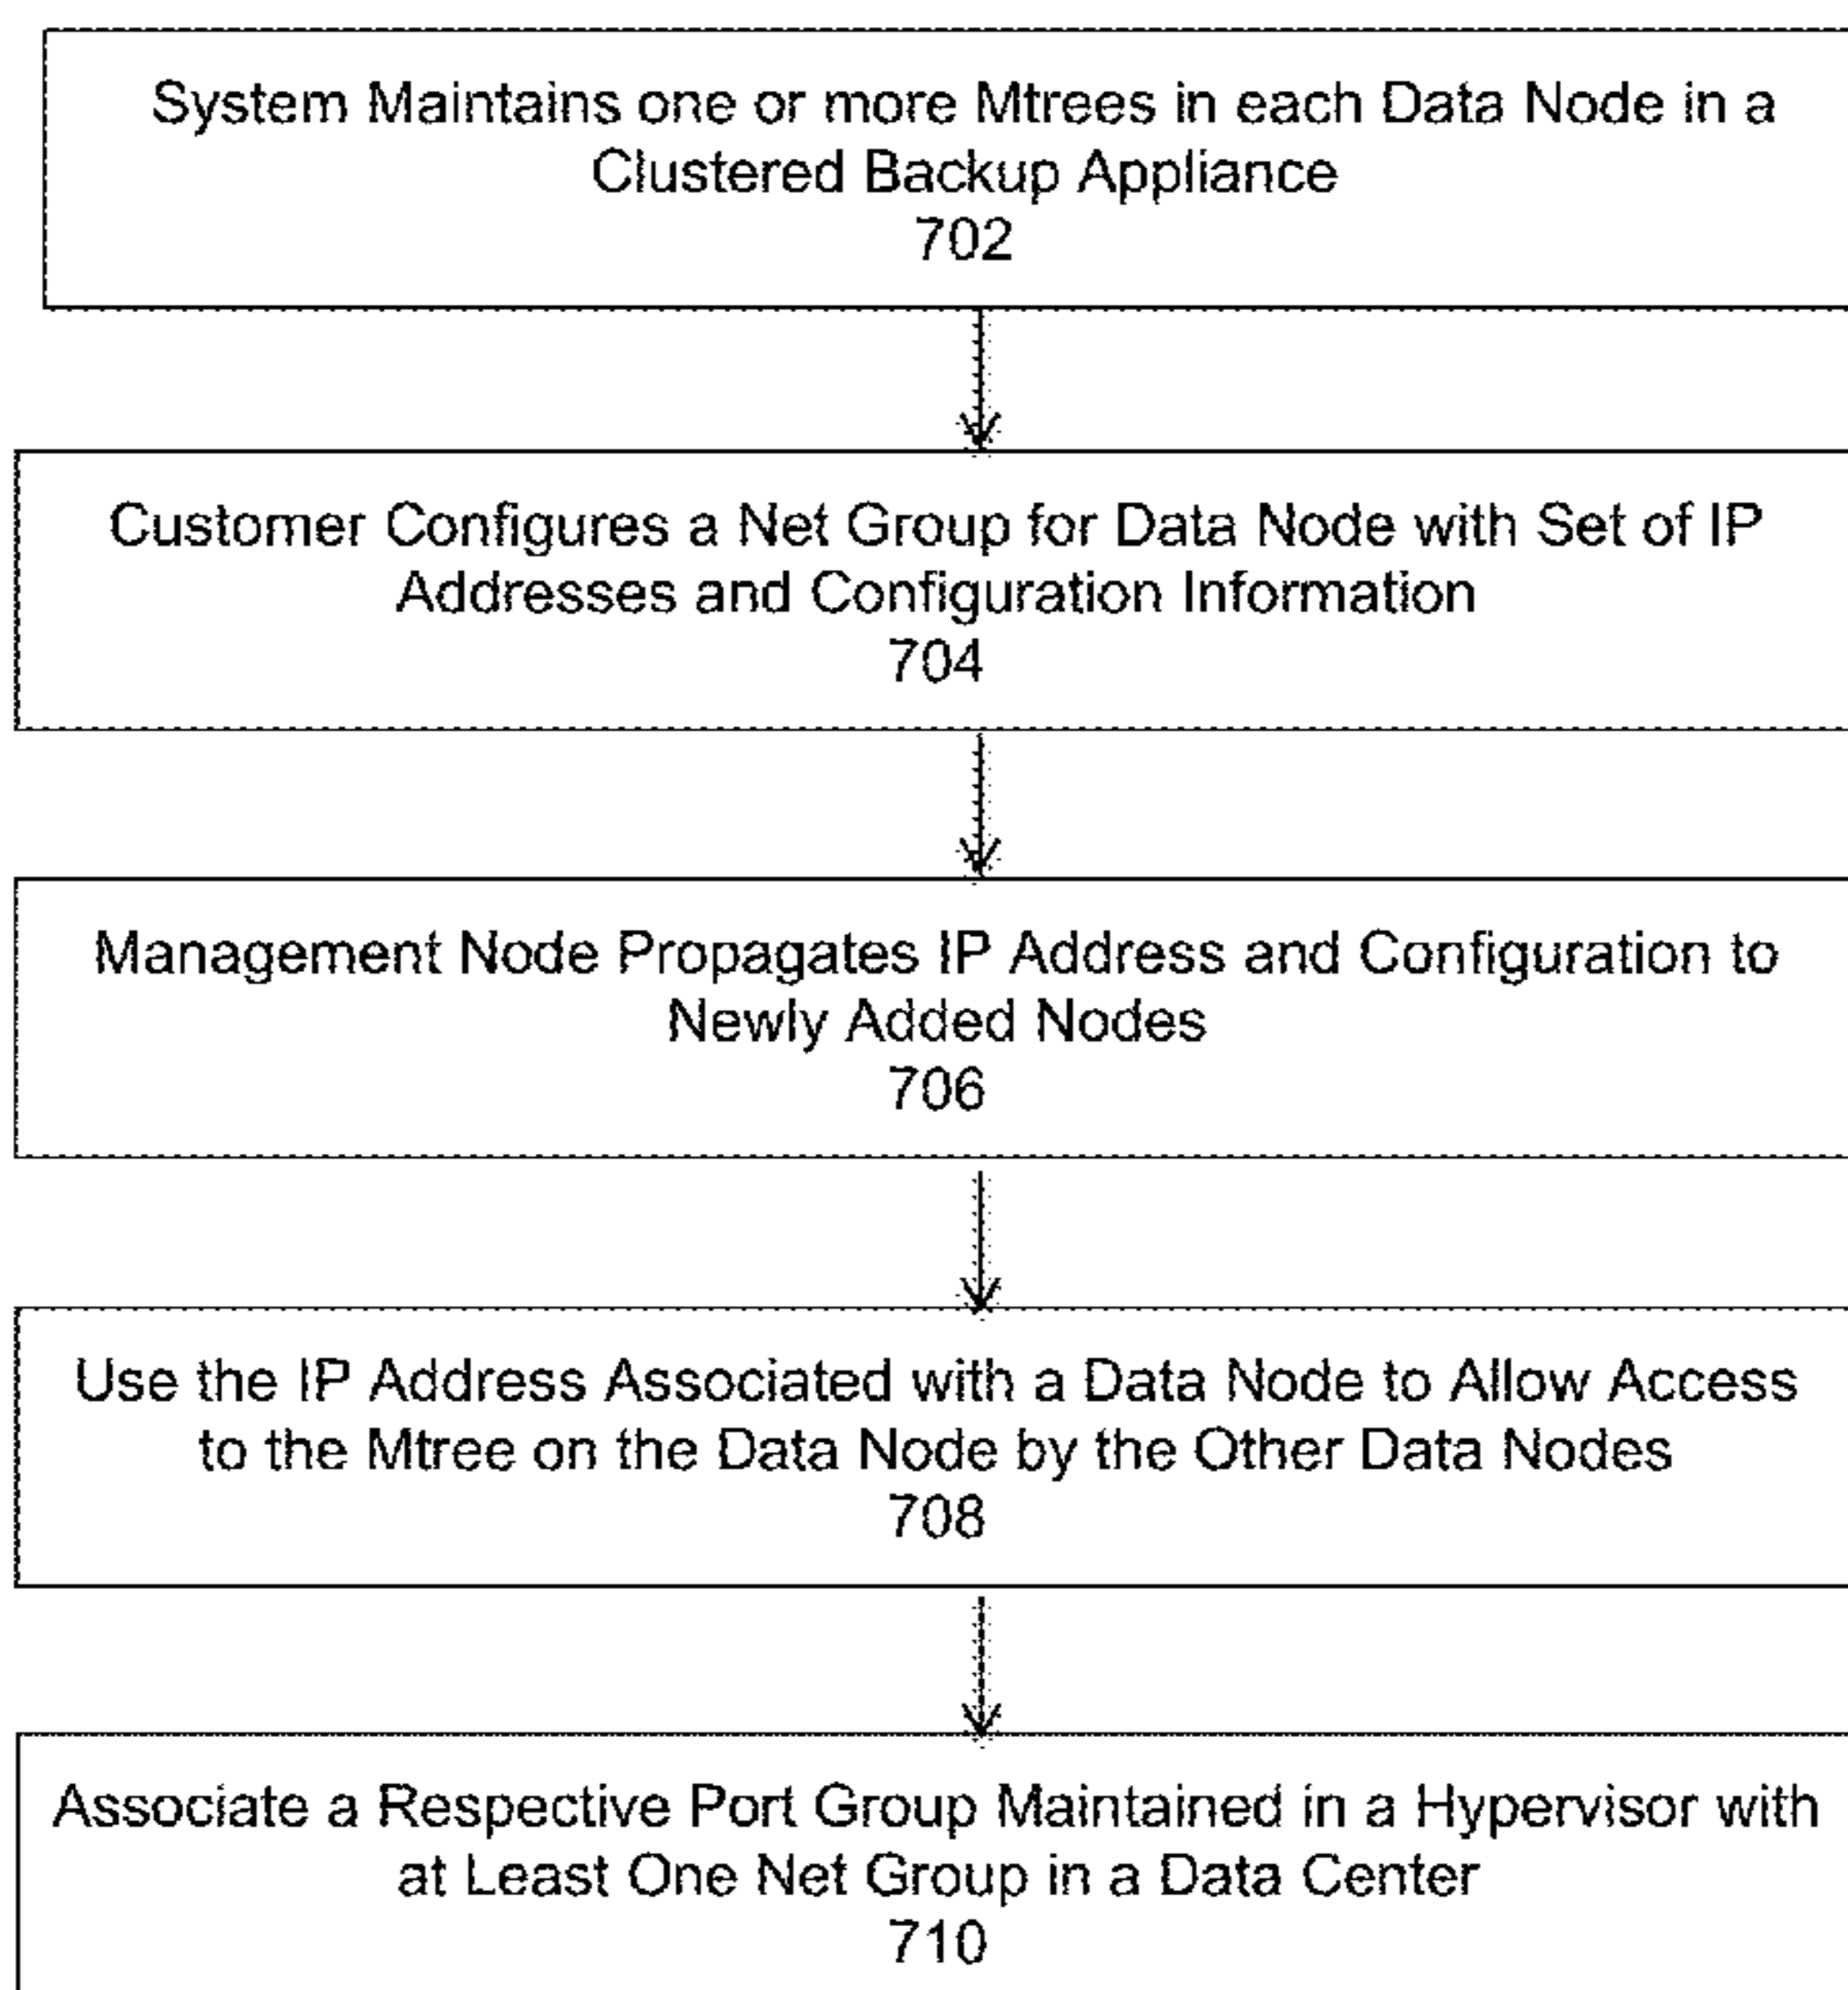 System Maintains one or more Mtrees in each Data Node in a
Clustered Backup Appliance
702
Customer Configures a Net Group for Data Node with Set of IP
Addresses and Configuration Information
704
Management Node Propagates IP Address and Configuration to
Newly Added Nodes
706
Use the IP Address Associated with a Data Node to Allow Access
to the Mtree on the Data Node by the Other Data Nodes
708
Associate a Respective Port Group Maintained in a Hypervisor with
at Least One Net Group in a Data Center
710